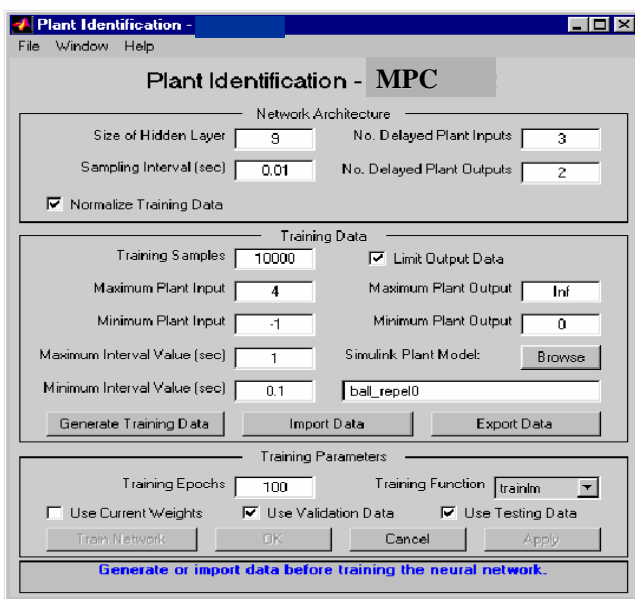 Plant Identification -
File Window Help
Plant Identification - MPC
Network Architecture
Size of Hidden Layer 9 No. Delayed Plant Inputs 3
Sampling Interval (sec) 0.01 No. Delayed Plant Outputs 2
Normalize Training Data
Training Data
Training Samples 10000 Limit Output Data
Maximum Plant Input 4 Maximum Plant Output Inf
Minimum Plant Input -1 Minimum Plant Output 0
Maximum Interval Value (sec) 1 Simulink Plant Model: Browse
Minimum Interval Value (sec) 0.1 ball_repel0
Generate Training Data Import Data Export Data
Training Parameters
Training Epochs 100 Training Function trainlm
Use Current Weights Use Validation Data Use Testing Data
Train Network OK Cancel Apply
Generate or import data before training the neural network.